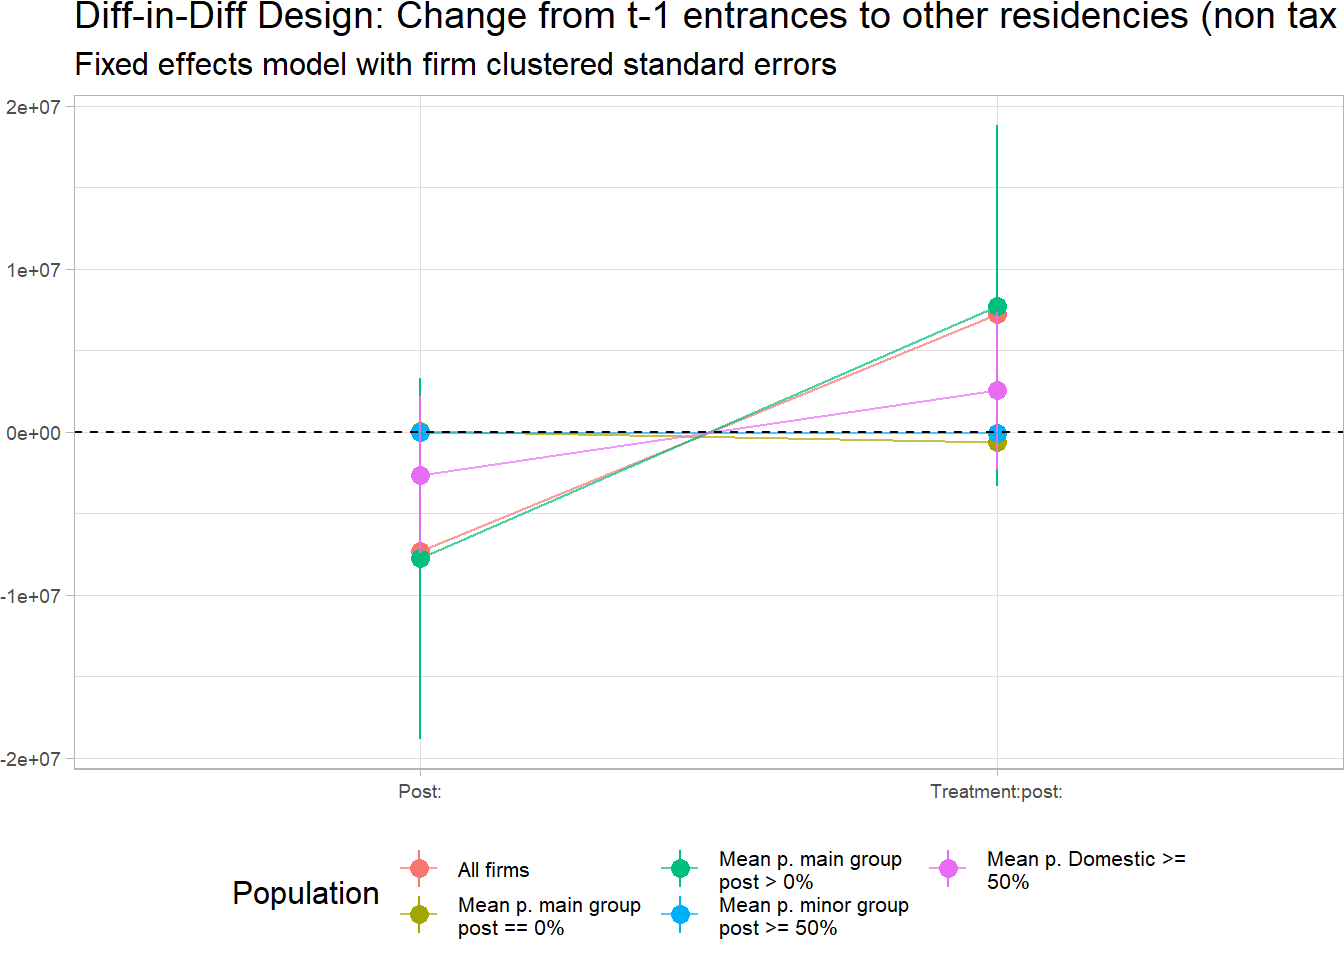 Diff-in-Diff Design: Change from t-1 entrances to other residencies (non tax
Fixed effects model with firm clustered standard errors
2e+07
1e+07
0e+00
-1e+07
-2e+07
Post:
Treatment:post:
Population
All firms
Mean p. main group
post == 0%
Mean p. main group
post > 0%
Mean p. minor group
post >= 50%
Mean p. Domestic >=
50%